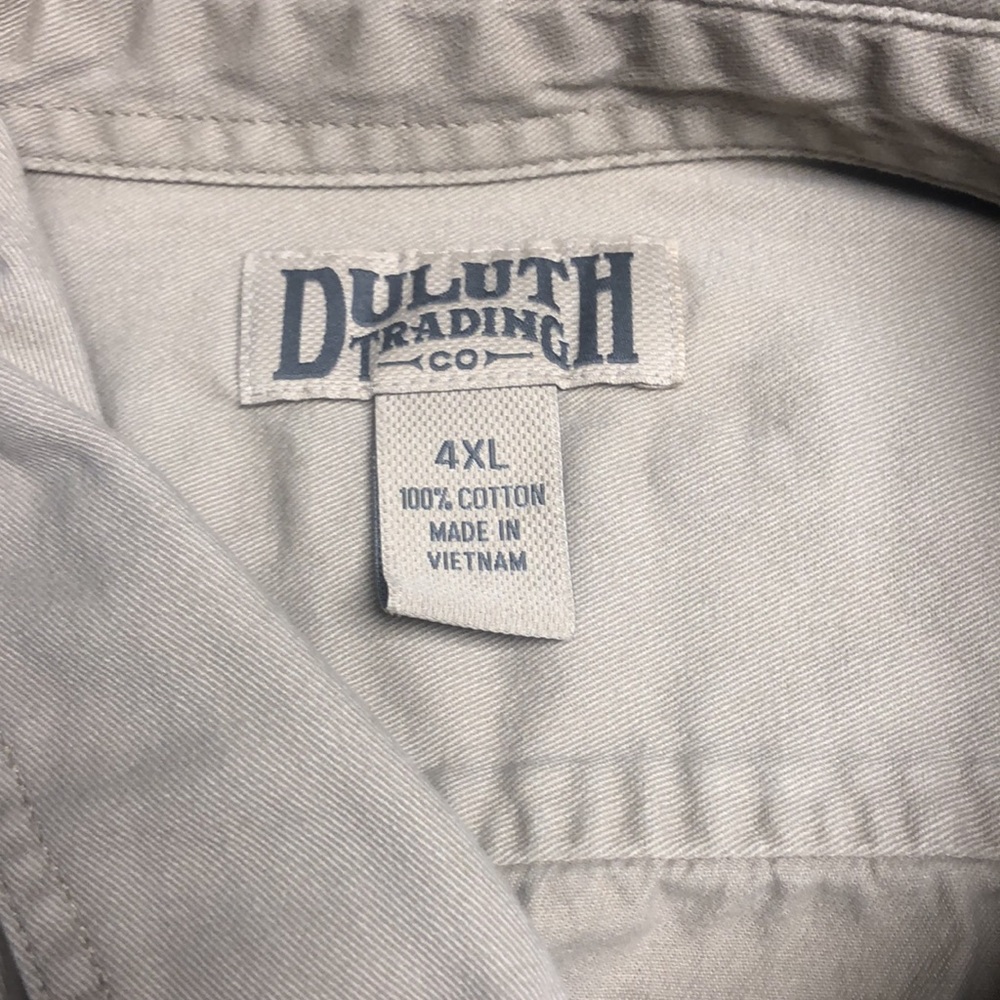 DULUTH
TRADING
CO
4XL
100% COTTON
MADE IN
VIETNAM